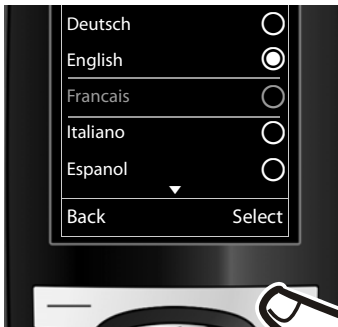 Deutsch
English
Francais
Italiano
Espanol
Back Select